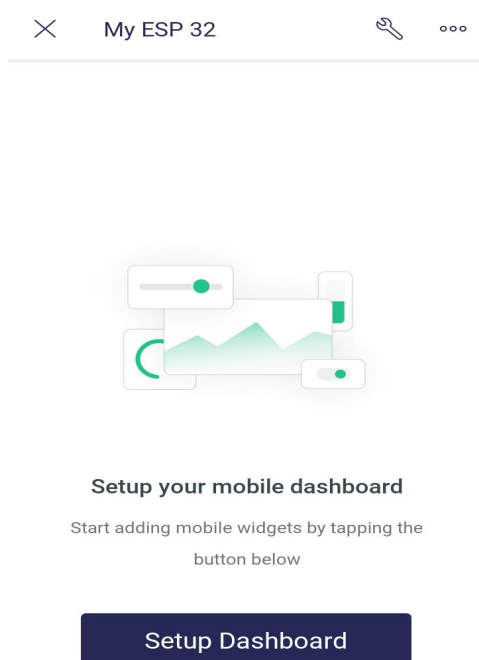 My ESP 32
Setup your mobile dashboard
Start adding mobile widgets by tapping the
button below
Setup Dashboard